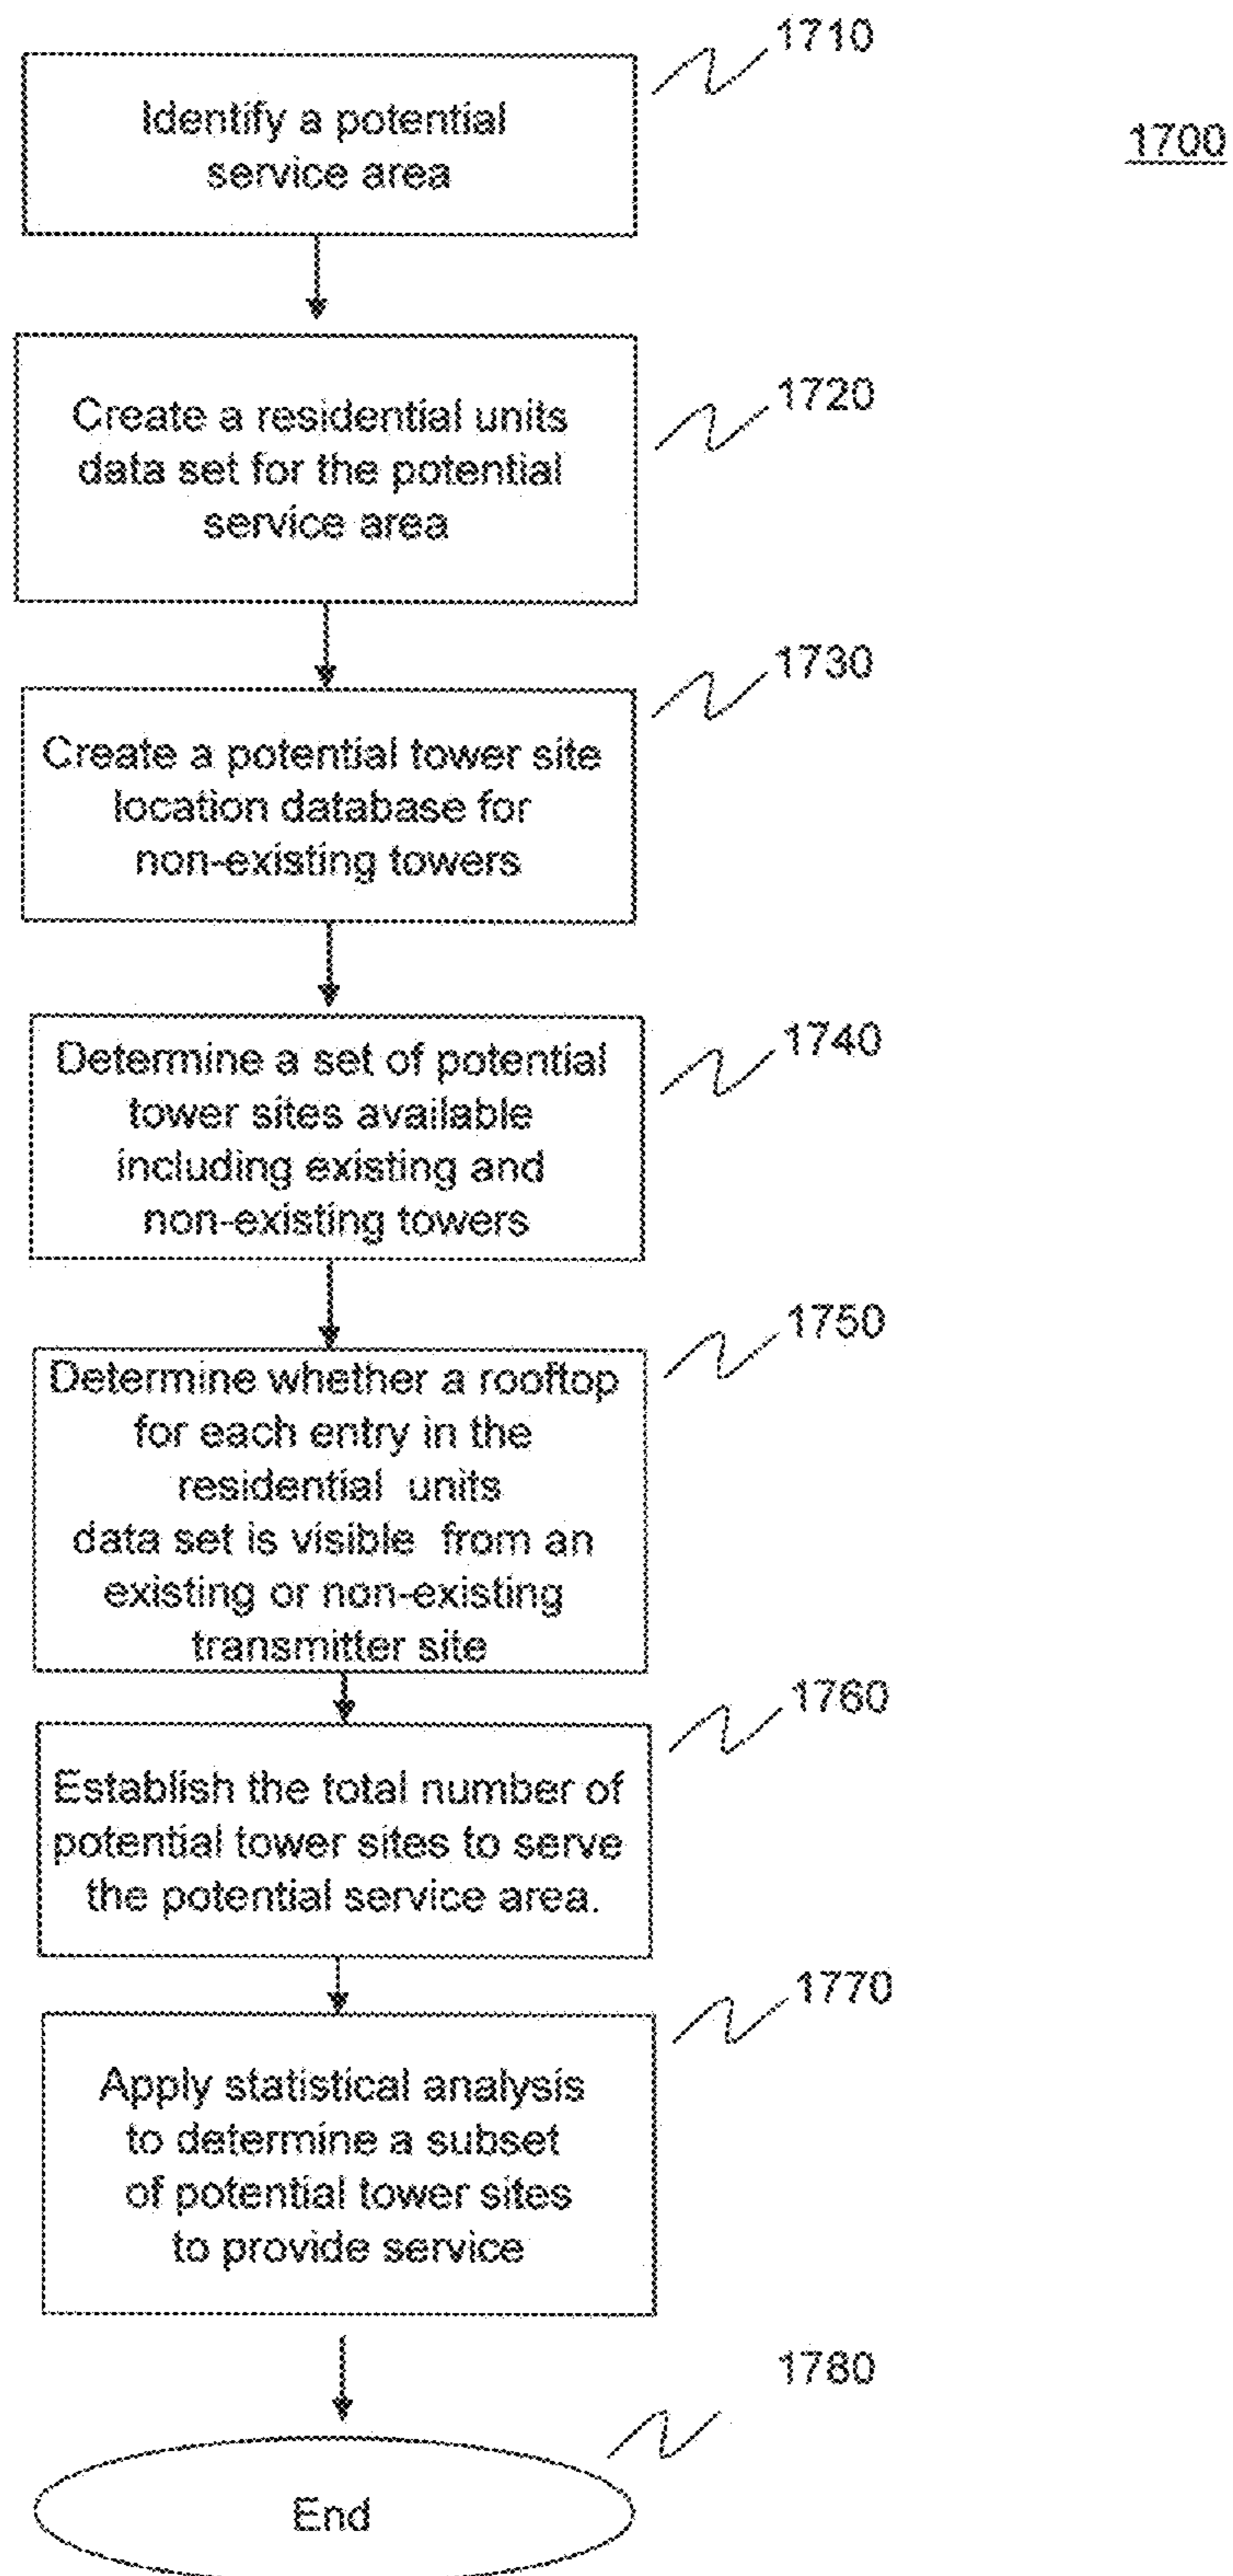 1710
Identify a potential
service area
1700
1720
Create a residential units
data set for the potential
service area
1730
Create a potential tower site
location database for
non-existing towers
1740
Determine a set of potential
tower sites available
including existing and
non-existing towers
1750
Determine whether a rooftop
for each entry in the
residential units
data set is visible from an
existing or non-existing
transmitter site
1760
Establish the total number of
potential tower sites to serve
the potential service area.
1770
Apply statistical analysis
to determine a subset
of potential tower sites
to provide service
1780
End